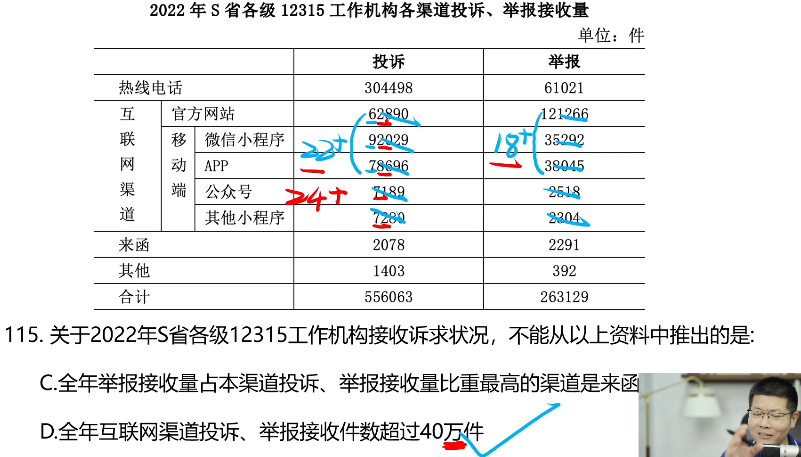 2022 年 S 省各级 12315 工作机构各渠道投诉、举报接收量
单位：件
投诉 举报
热线电话 304498 61021
互联网渠道 官方网站 62890 121266
移动端 微信小程序 92029 35292
APP 78696 38045
公众号 7189 2518
其他小程序 7280 2304
来函 2078 2291
其他 1403 392
合计 556063 263129
22+
18+
24+
115. 关于2022年S省各级12315工作机构接收诉求状况，不能从以上资料中推出的是:
C.全年举报接收量占本渠道投诉、举报接收量比重最高的渠道是来函
D.全年互联网渠道投诉、举报接收件数超过40万件